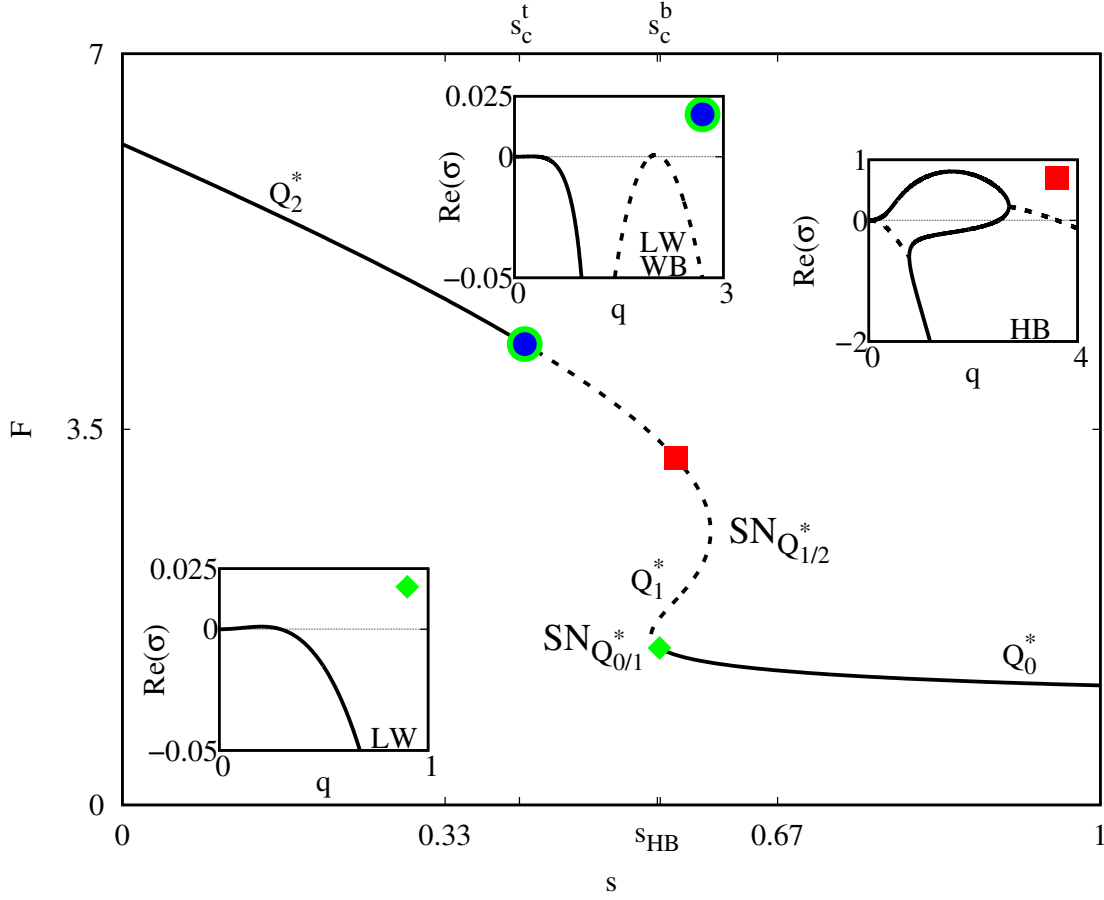 s_c^t s_c^b
7
0.025
0
−0.05
Re(σ)
LW
WB
0 3
q
1
0
−2
Re(σ)
HB
0 4
q
Q_2^*
F
3.5
SN_{Q_{1/2}^*}
Q_1^*
SN_{Q_{0/1}^*}
Q_0^*
0.025
0
−0.05
Re(σ)
LW
0 1
q
0
0 0.33 s_HB 0.67 1
s